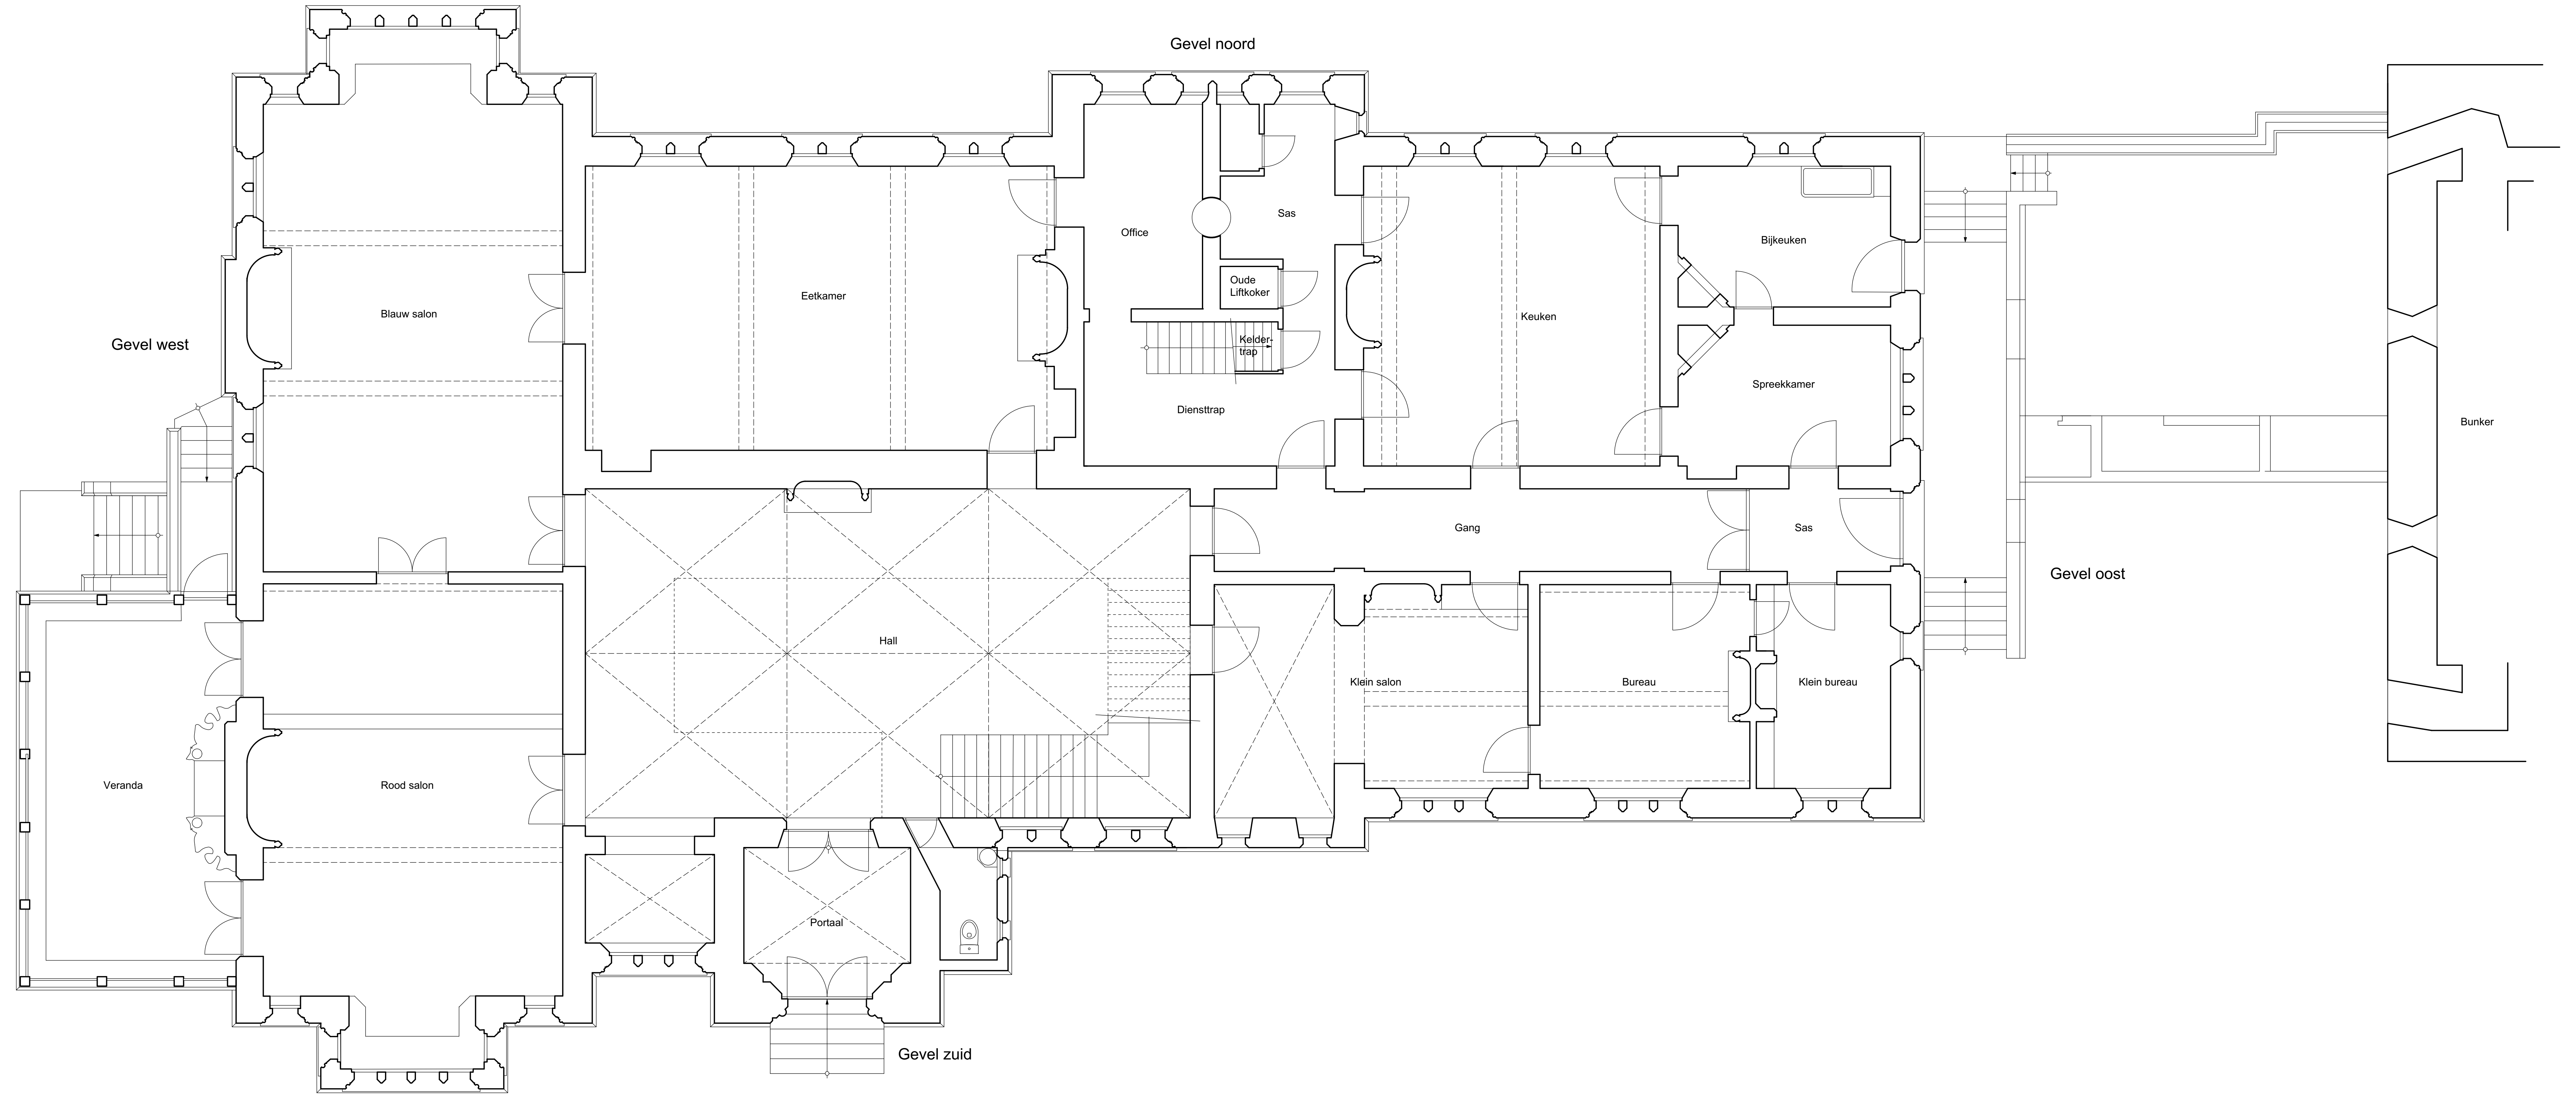 Gevel noord
Sas
Office
Bijkeuken
Oude
Liftkoker
Eetkamer
Blauw salon
Keuken
Gevel west
Kelder-
trap
Spreekkamer
Diensttrap
Bunker
Gang
Sas
Gevel oost
Hall
Klein salon
Bureau
Klein bureau
Veranda
Rood salon
Portaal
Gevel zuid